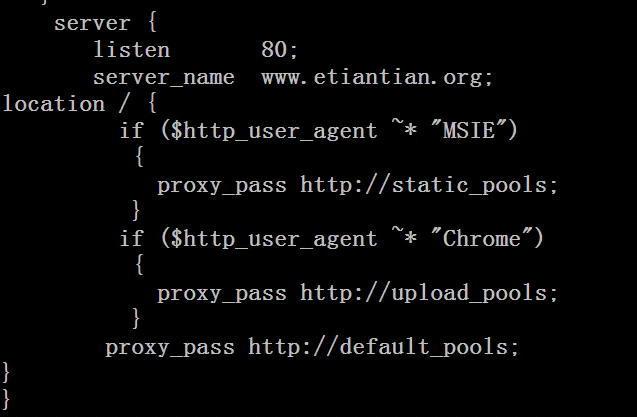 }
server {
listen 80;
server_name www.etiantian.org;
location / {
if ($http_user_agent ~* "MSIE")
{
proxy_pass http://static_pools;
}
if ($http_user_agent ~* "Chrome")
{
proxy_pass http://upload_pools;
}
proxy_pass http://default_pools;
}
}